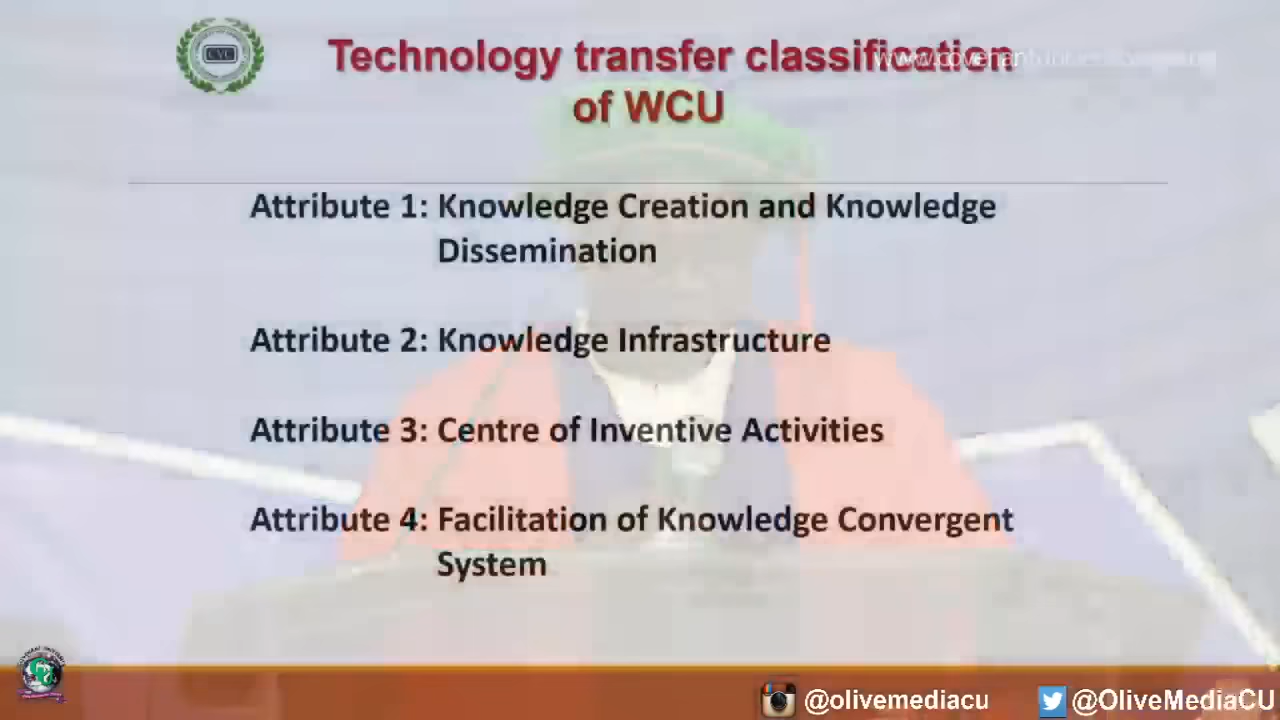 Technology transfer classification
of WCU
Attribute 1: Knowledge Creation and Knowledge
Dissemination
Attribute 2: Knowledge Infrastructure
Attribute 3: Centre of Inventive Activities
Attribute 4: Facilitation of Knowledge Convergent
System
@olivemediacu
@OliveMediaCU